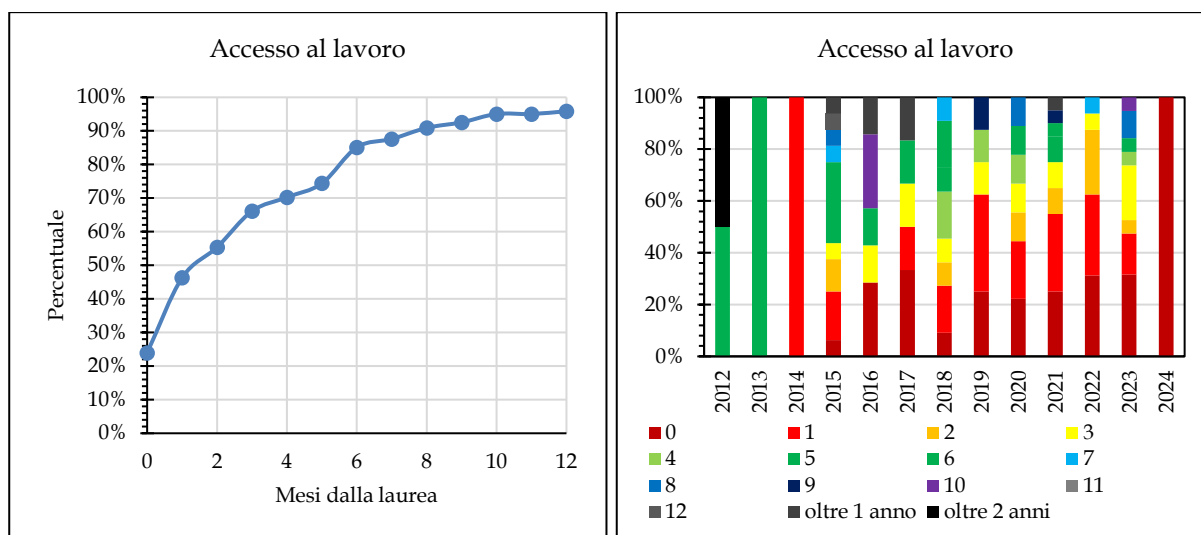 Accesso al lavoro
100%
90%
80%
70%
60%
50%
40%
30%
20%
10%
0%
Percentuale
0 2 4 6 8 10 12
Mesi dalla laurea
Accesso al lavoro
100%
80%
60%
40%
20%
0%
2012 2013 2014 2015 2016 2017 2018 2019 2020 2021 2022 2023 2024
0 1 2 3
4 5 6 7
8 9 10 11
12 oltre 1 anno oltre 2 anni